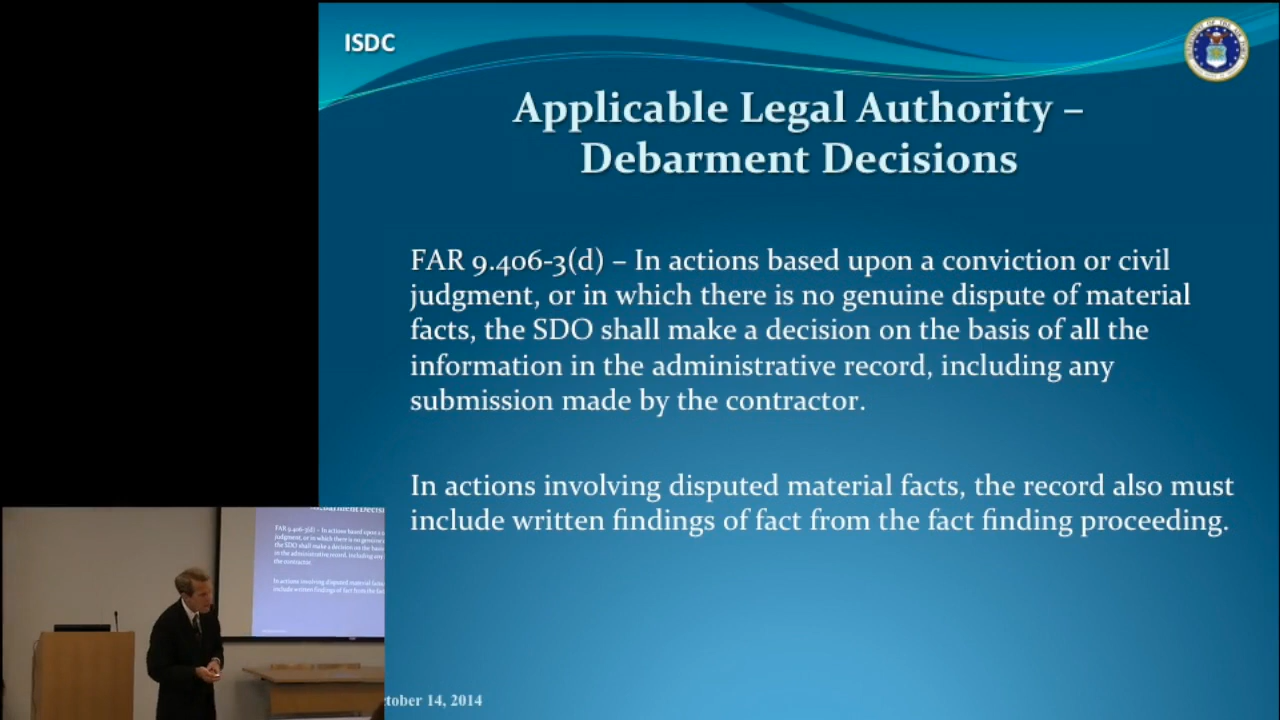 ISDC
Applicable Legal Authority –
Debarment Decisions
FAR 9.406-3(d) – In actions based upon a conviction or civil
judgment, or in which there is no genuine dispute of material
facts, the SDO shall make a decision on the basis of all the
information in the administrative record, including any
submission made by the contractor.
In actions involving disputed material facts, the record also must
include written findings of fact from the fact finding proceeding.
tober 14, 2014